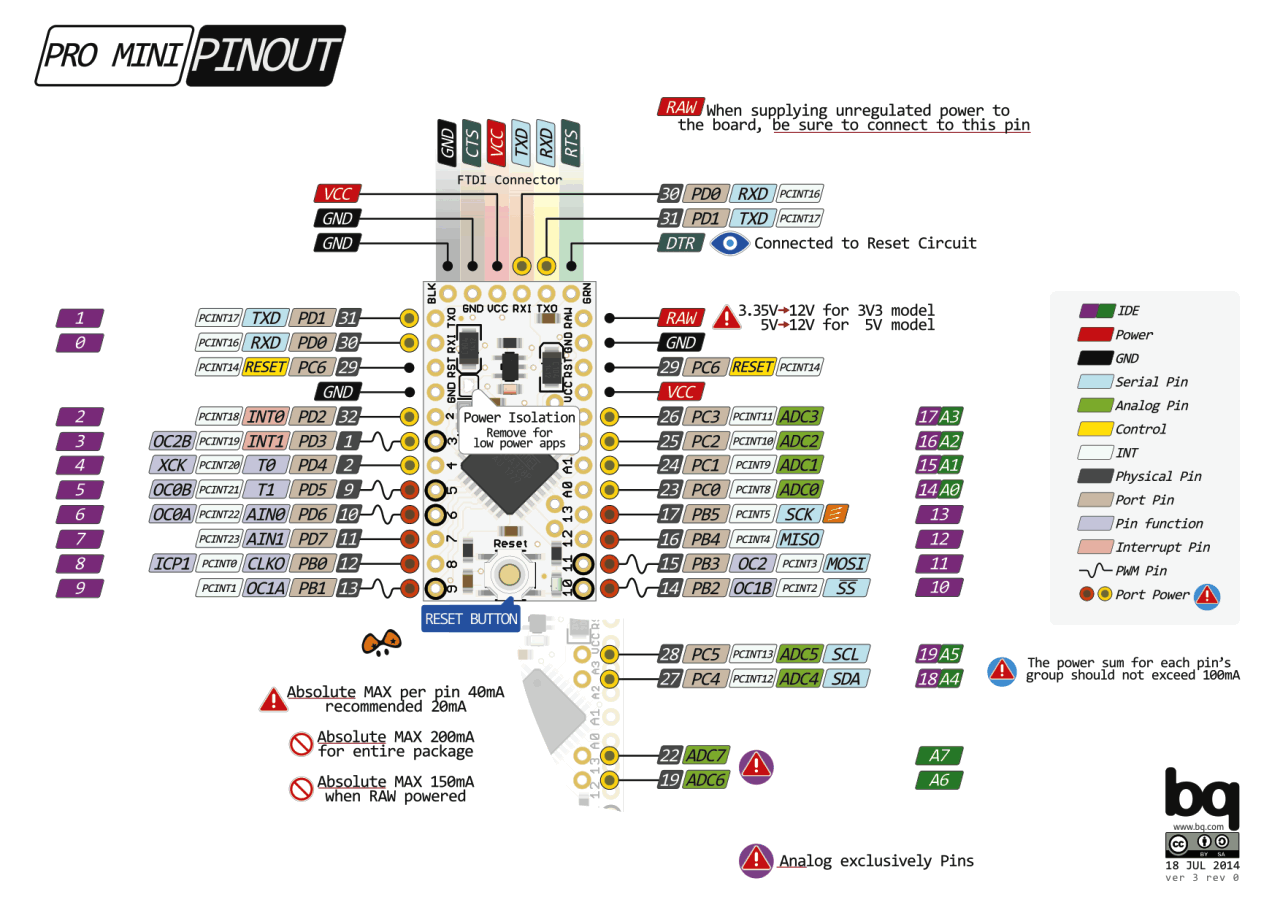 PRO MINI PINOUT
RAW When supplying unregulated power to
the board, be sure to connect to this pin
GND CTS VCC TXD RXD RTS
FTDI Connector
VCC
GND
GND
30 PD0 RXD PCINT16
31 PD1 TXD PCINT17
DTR Connected to Reset Circuit
BLK GRN
GND VCC RXI TXO
1 PCINT17 TXD PD1 31 TXO
0 PCINT16 RXD PD0 30 RXI
PCINT14 RESET PC6 29 RST
GND GND
2 PCINT18 INT0 PD2 32 2
3 OC2B PCINT19 INT1 PD3 1 3
4 XCK PCINT20 T0 PD4 2 4
5 OC0B PCINT21 T1 PD5 9 5
6 OC0A PCINT22 AIN0 PD6 10 6
7 PCINT23 AIN1 PD7 11 7
8 ICP1 PCINT0 CLKO PB0 12 8
9 PCINT1 OC1A PB1 13 9
Power Isolation
Remove for
low power apps
Reset
RESET BUTTON
RAW RAW 3.35V→12V for 3V3 model
5V→12V for 5V model
GND GND
RST 29 PC6 RESET PCINT14
VCC VCC
26 PC3 PCINT11 ADC3 17 A3
25 PC2 PCINT10 ADC2 16 A2
A1 24 PC1 PCINT9 ADC1 15 A1
A0 23 PC0 PCINT8 ADC0 14 A0
13 17 PB5 PCINT5 SCK 13
12 16 PB4 PCINT4 MISO 12
11 15 PB3 OC2 PCINT3 MOSI 11
10 14 PB2 OC1B PCINT2 SS 10
VCC
A3
A2
A1
A0
13
12
28 PC5 PCINT13 ADC5 SCL 19 A5
27 PC4 PCINT12 ADC4 SDA 18 A4
22 ADC7 A7
19 ADC6 A6
Analog exclusively Pins
Absolute MAX per pin 40mA
recommended 20mA
Absolute MAX 200mA
for entire package
Absolute MAX 150mA
when RAW powered
IDE
Power
GND
Serial Pin
Analog Pin
Control
INT
Physical Pin
Port Pin
Pin function
Interrupt Pin
PWM Pin
Port Power
The power sum for each pin's
group should not exceed 100mA
bq
www.bq.com
cc BY SA
18 JUL 2014
ver 3 rev 0